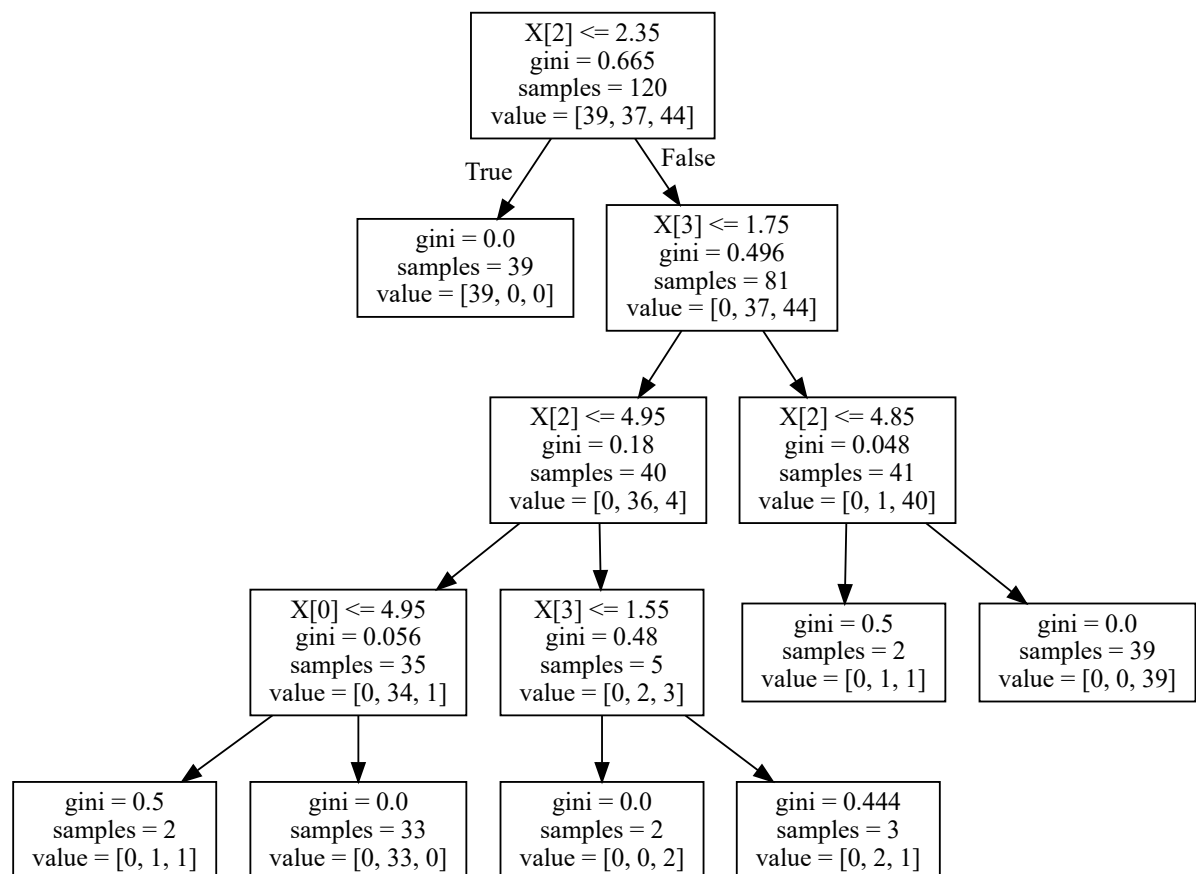 X[2] <= 2.35
gini = 0.665
samples = 120
value = [39, 37, 44]
True
False
gini = 0.0
samples = 39
value = [39, 0, 0]
X[3] <= 1.75
gini = 0.496
samples = 81
value = [0, 37, 44]
X[2] <= 4.95
gini = 0.18
samples = 40
value = [0, 36, 4]
X[2] <= 4.85
gini = 0.048
samples = 41
value = [0, 1, 40]
X[0] <= 4.95
gini = 0.056
samples = 35
value = [0, 34, 1]
X[3] <= 1.55
gini = 0.48
samples = 5
value = [0, 2, 3]
gini = 0.5
samples = 2
value = [0, 1, 1]
gini = 0.0
samples = 39
value = [0, 0, 39]
gini = 0.5
samples = 2
value = [0, 1, 1]
gini = 0.0
samples = 33
value = [0, 33, 0]
gini = 0.0
samples = 2
value = [0, 0, 2]
gini = 0.444
samples = 3
value = [0, 2, 1]